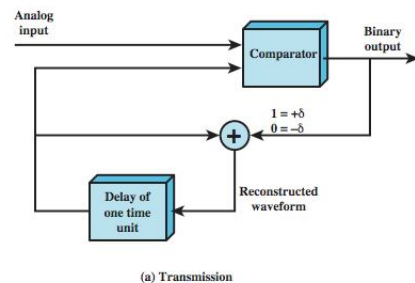 Analog
input
Binary
output
Comparator
1 = +δ
0 = –δ
+
Delay of
one time
unit
Reconstructed
waveform
(a) Transmission